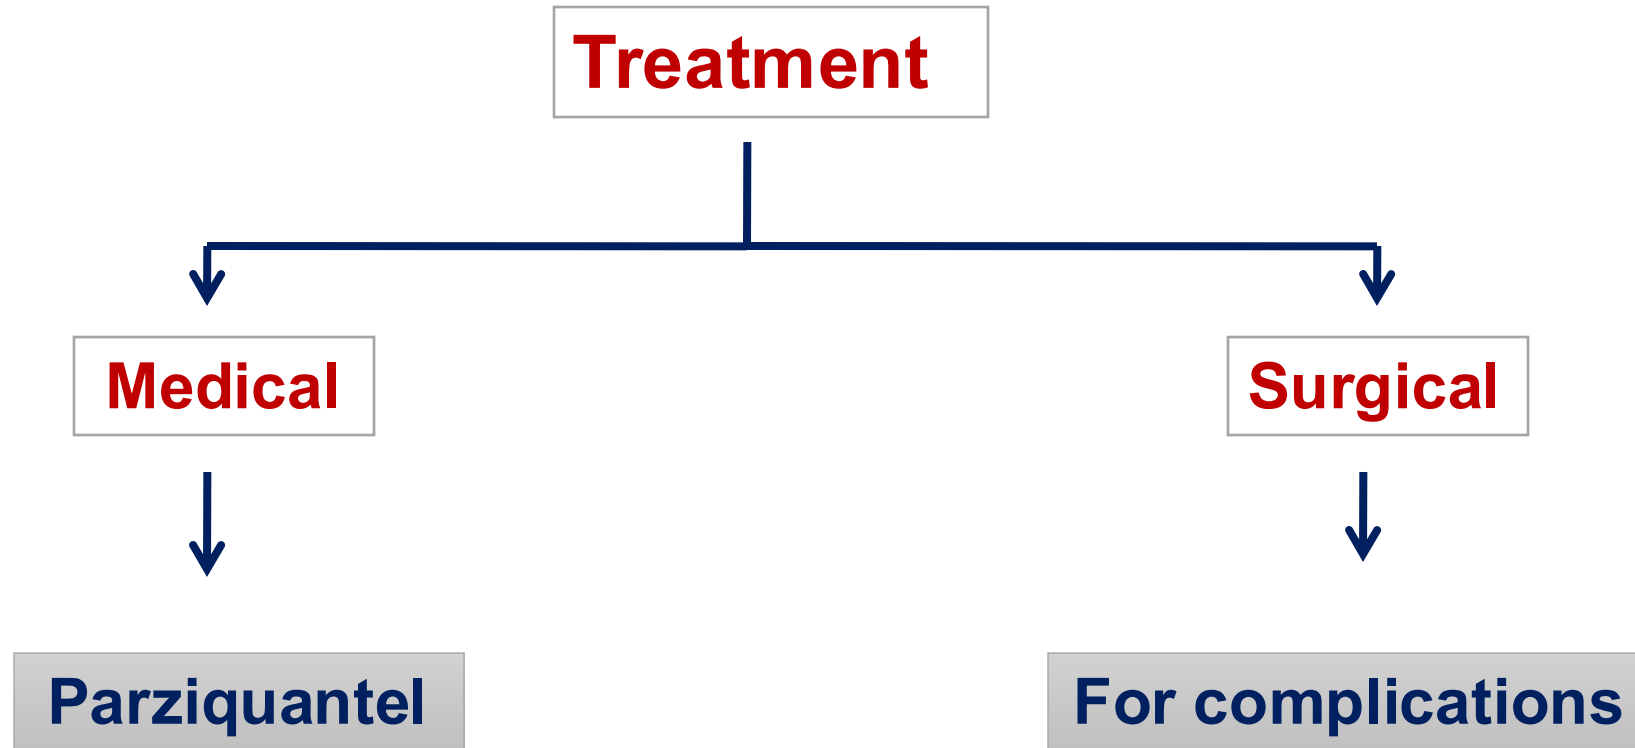 Treatment
Medical
Surgical
Parziquantel
For complications